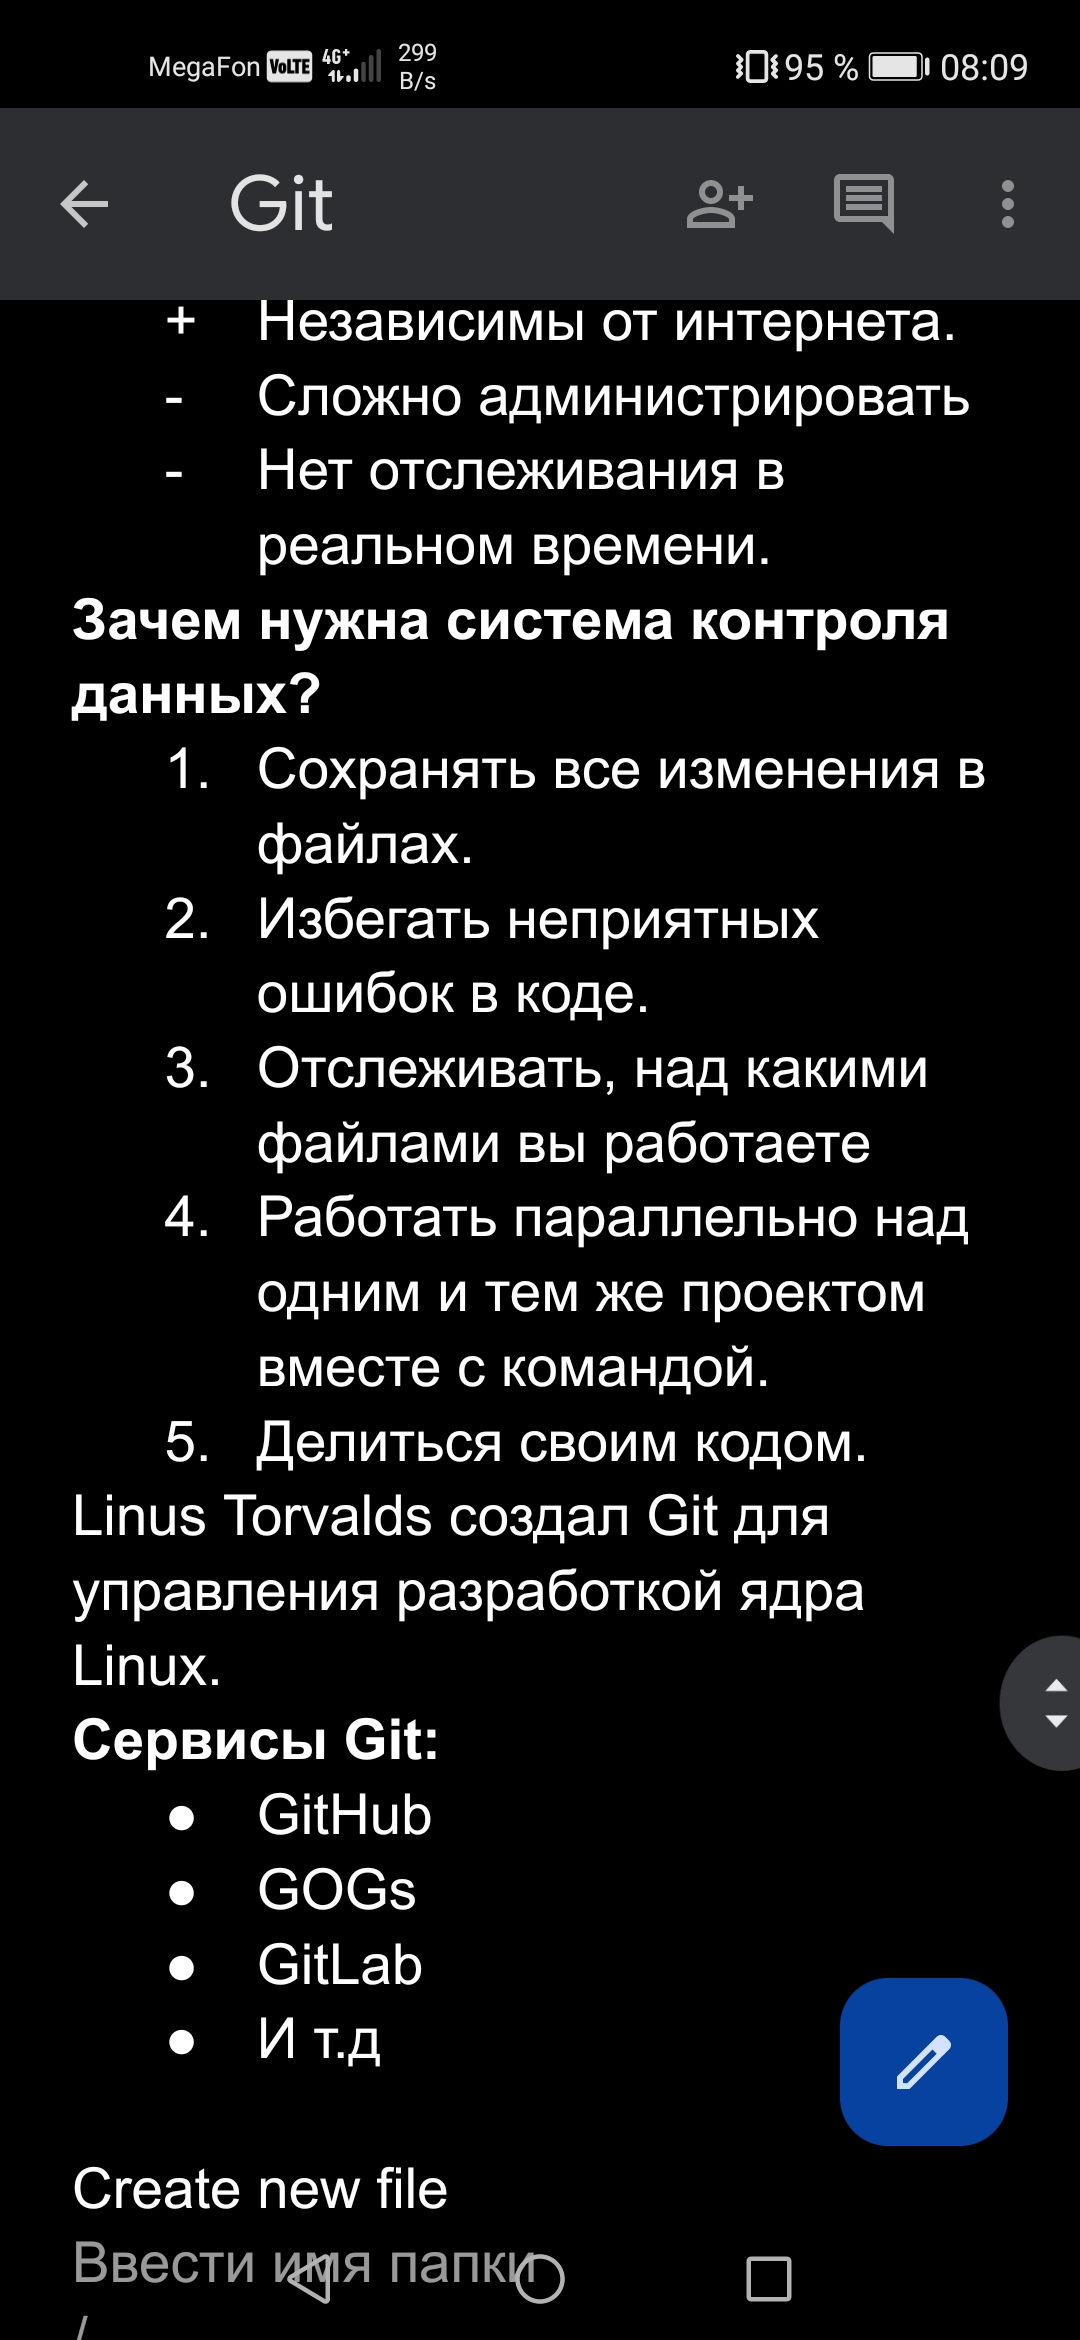 MegaFon VoLTE 4G+ 299 B/s 95 % 08:09
Git
+ Независимы от интернета.
- Сложно администрировать
- Нет отслеживания в
реальном времени.
Зачем нужна система контроля
данных?
1. Сохранять все изменения в
файлах.
2. Избегать неприятных
ошибок в коде.
3. Отслеживать, над какими
файлами вы работаете
4. Работать параллельно над
одним и тем же проектом
вместе с командой.
5. Делиться своим кодом.
Linus Torvalds создал Git для
управления разработкой ядра
Linux.
Сервисы Git:
● GitHub
● GOGs
● GitLab
● И т.д
Create new file
Ввести имя папки
/